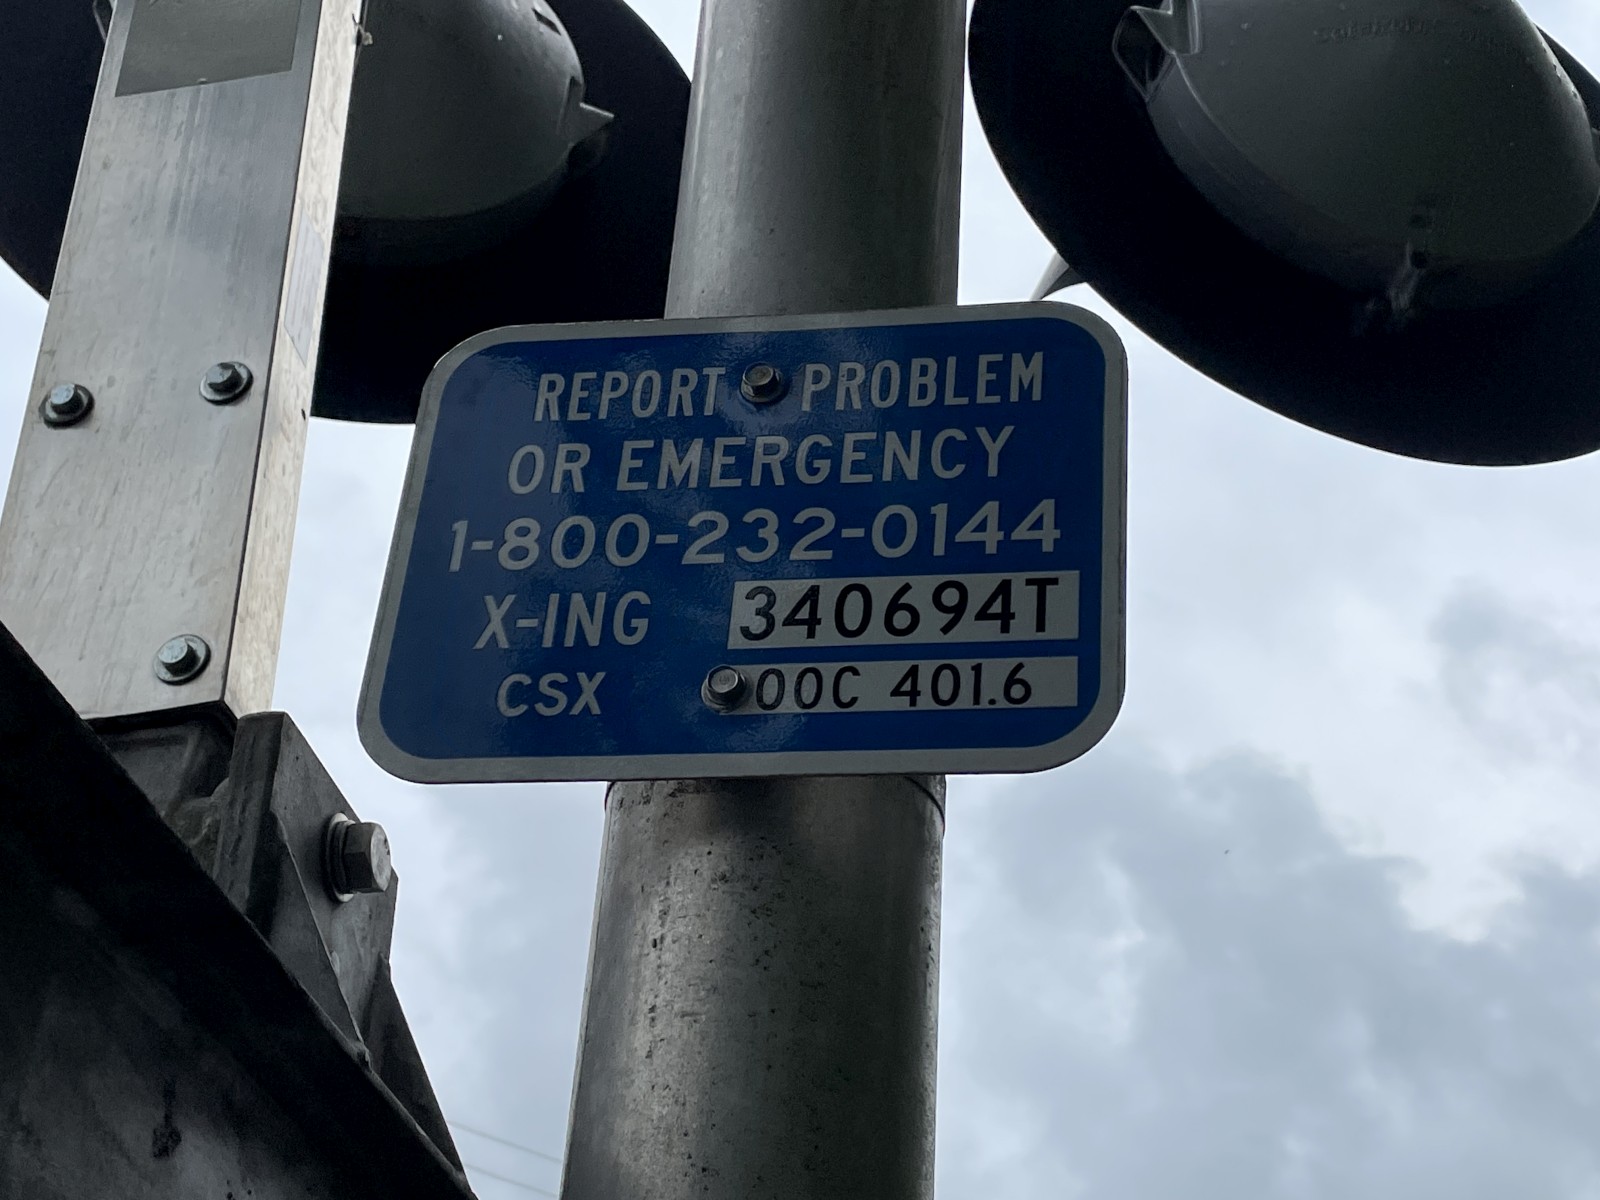 REPORT PROBLEM
OR EMERGENCY
1-800-232-0144
X-ING 340694T
CSX 00C 401.6